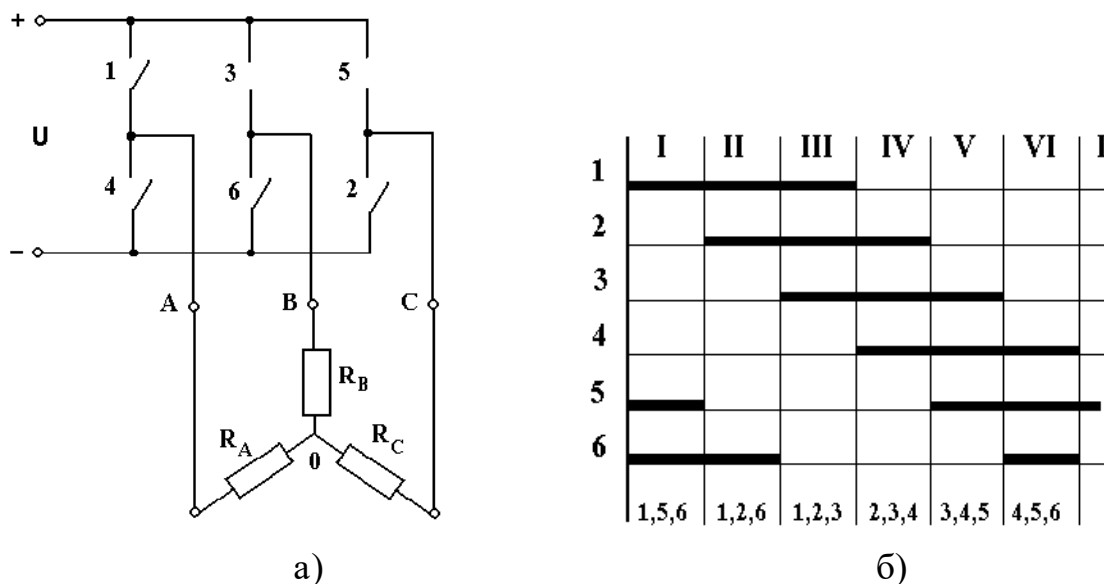 +
1
3
5
U
4
6
2
−
A
B
C
R_B
R_A
R_C
0
а)
I II III IV V VI I
1
2
3
4
5
6
1,5,6 1,2,6 1,2,3 2,3,4 3,4,5 4,5,6
б)